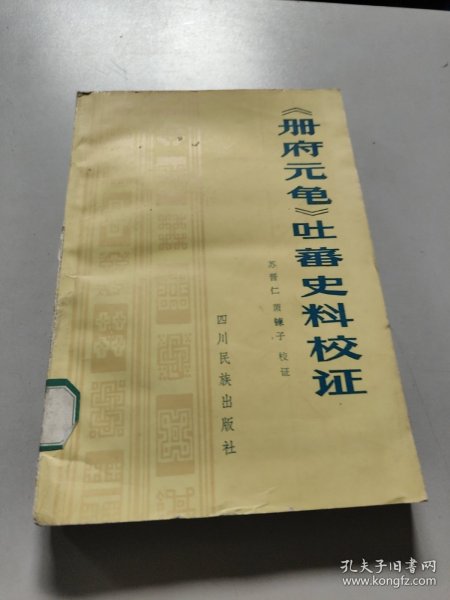 《册府元龟》吐蕃史料校证
苏晋仁 萧鍊子 校证
四川民族出版社
孔夫子旧书网
www.kongfz.com